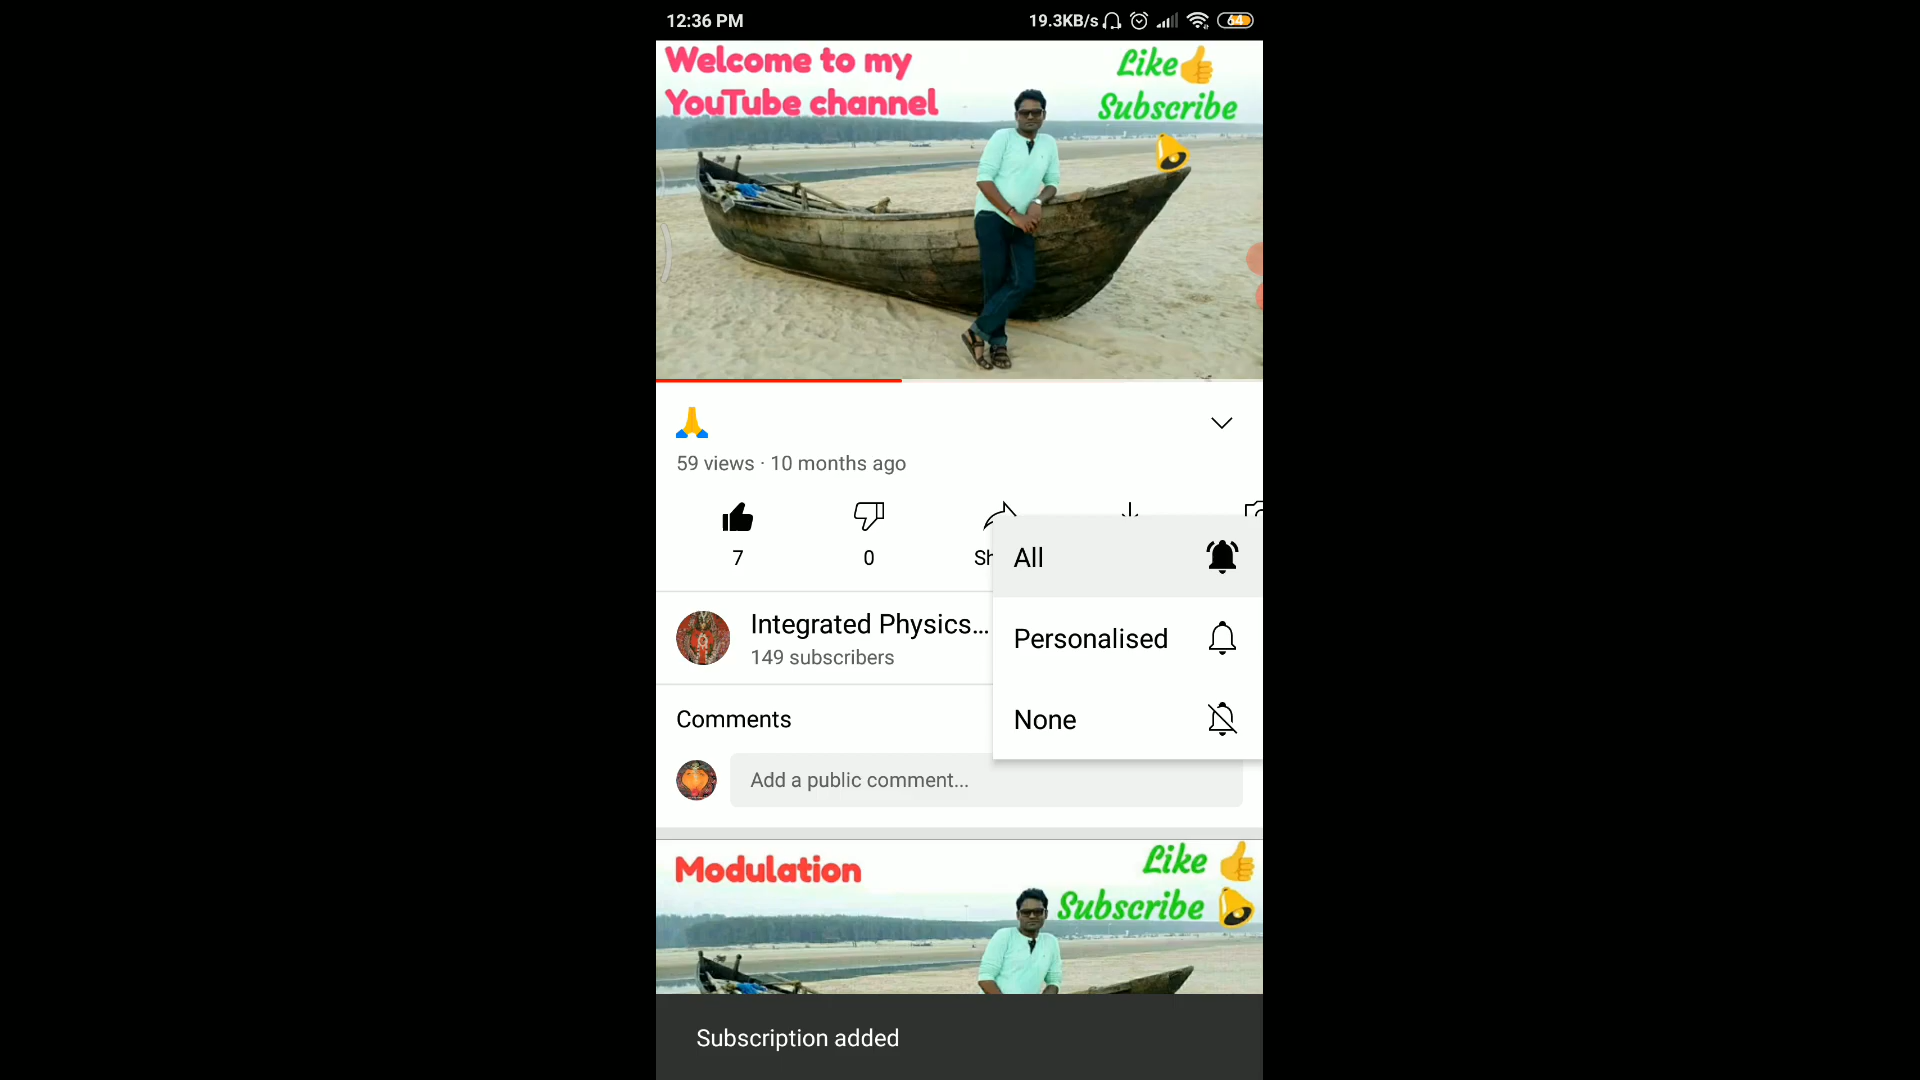 12:36 PM 19.3KB/s 64
Welcome to my
YouTube channel
Like
Subscribe
59 views · 10 months ago
7
0
Sh
All
Integrated Physics...
149 subscribers
Personalised
None
Comments
Add a public comment...
Modulation
Like
Subscribe
Subscription added